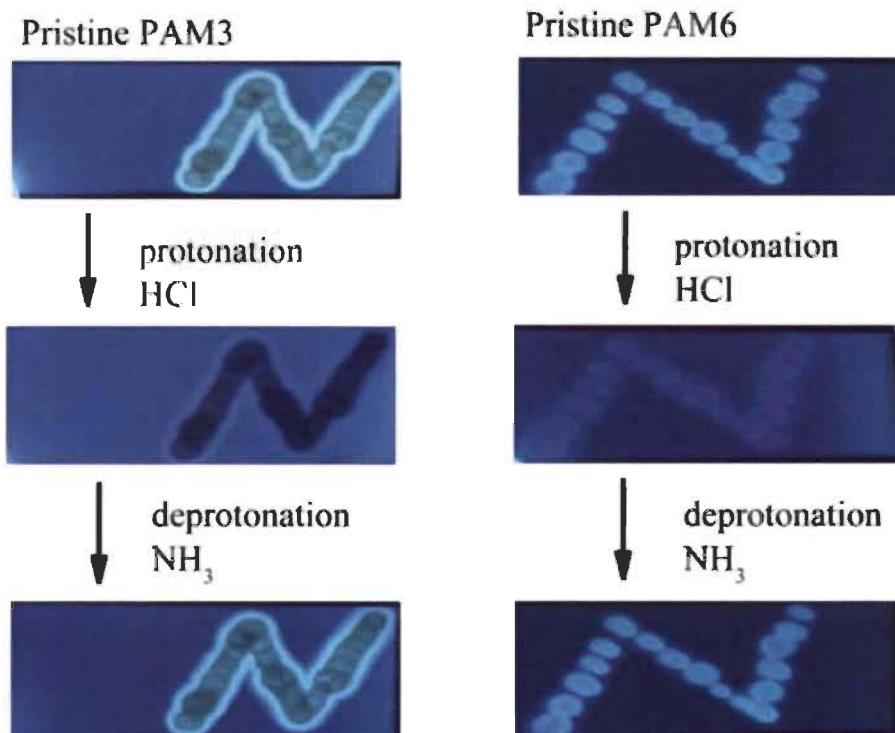 Pristine PAM3
protonation
HCl
deprotonation
NH₃
Pristine PAM6
protonation
HCl
deprotonation
NH₃